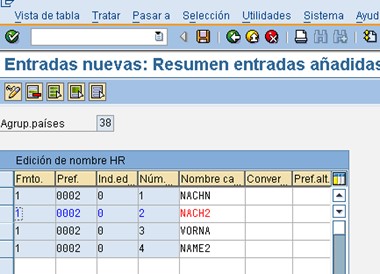 Vista de tabla Tratar Pasar a Selección Utilidades Sistema Ayuda
Entradas nuevas: Resumen entradas añadidas
Agrup.países 38
Edición de nombre HR
Fmto. Pref. Ind.ed... Núm... Nombre ca... Conver... Pref.alt.
1 0002 0 1 NACHN
1 0002 0 2 NACH2
1 0002 0 3 VORNA
1 0002 0 4 NAME2